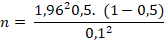 n = 1,96²0,5. (1 − 0,5) / 0,1²